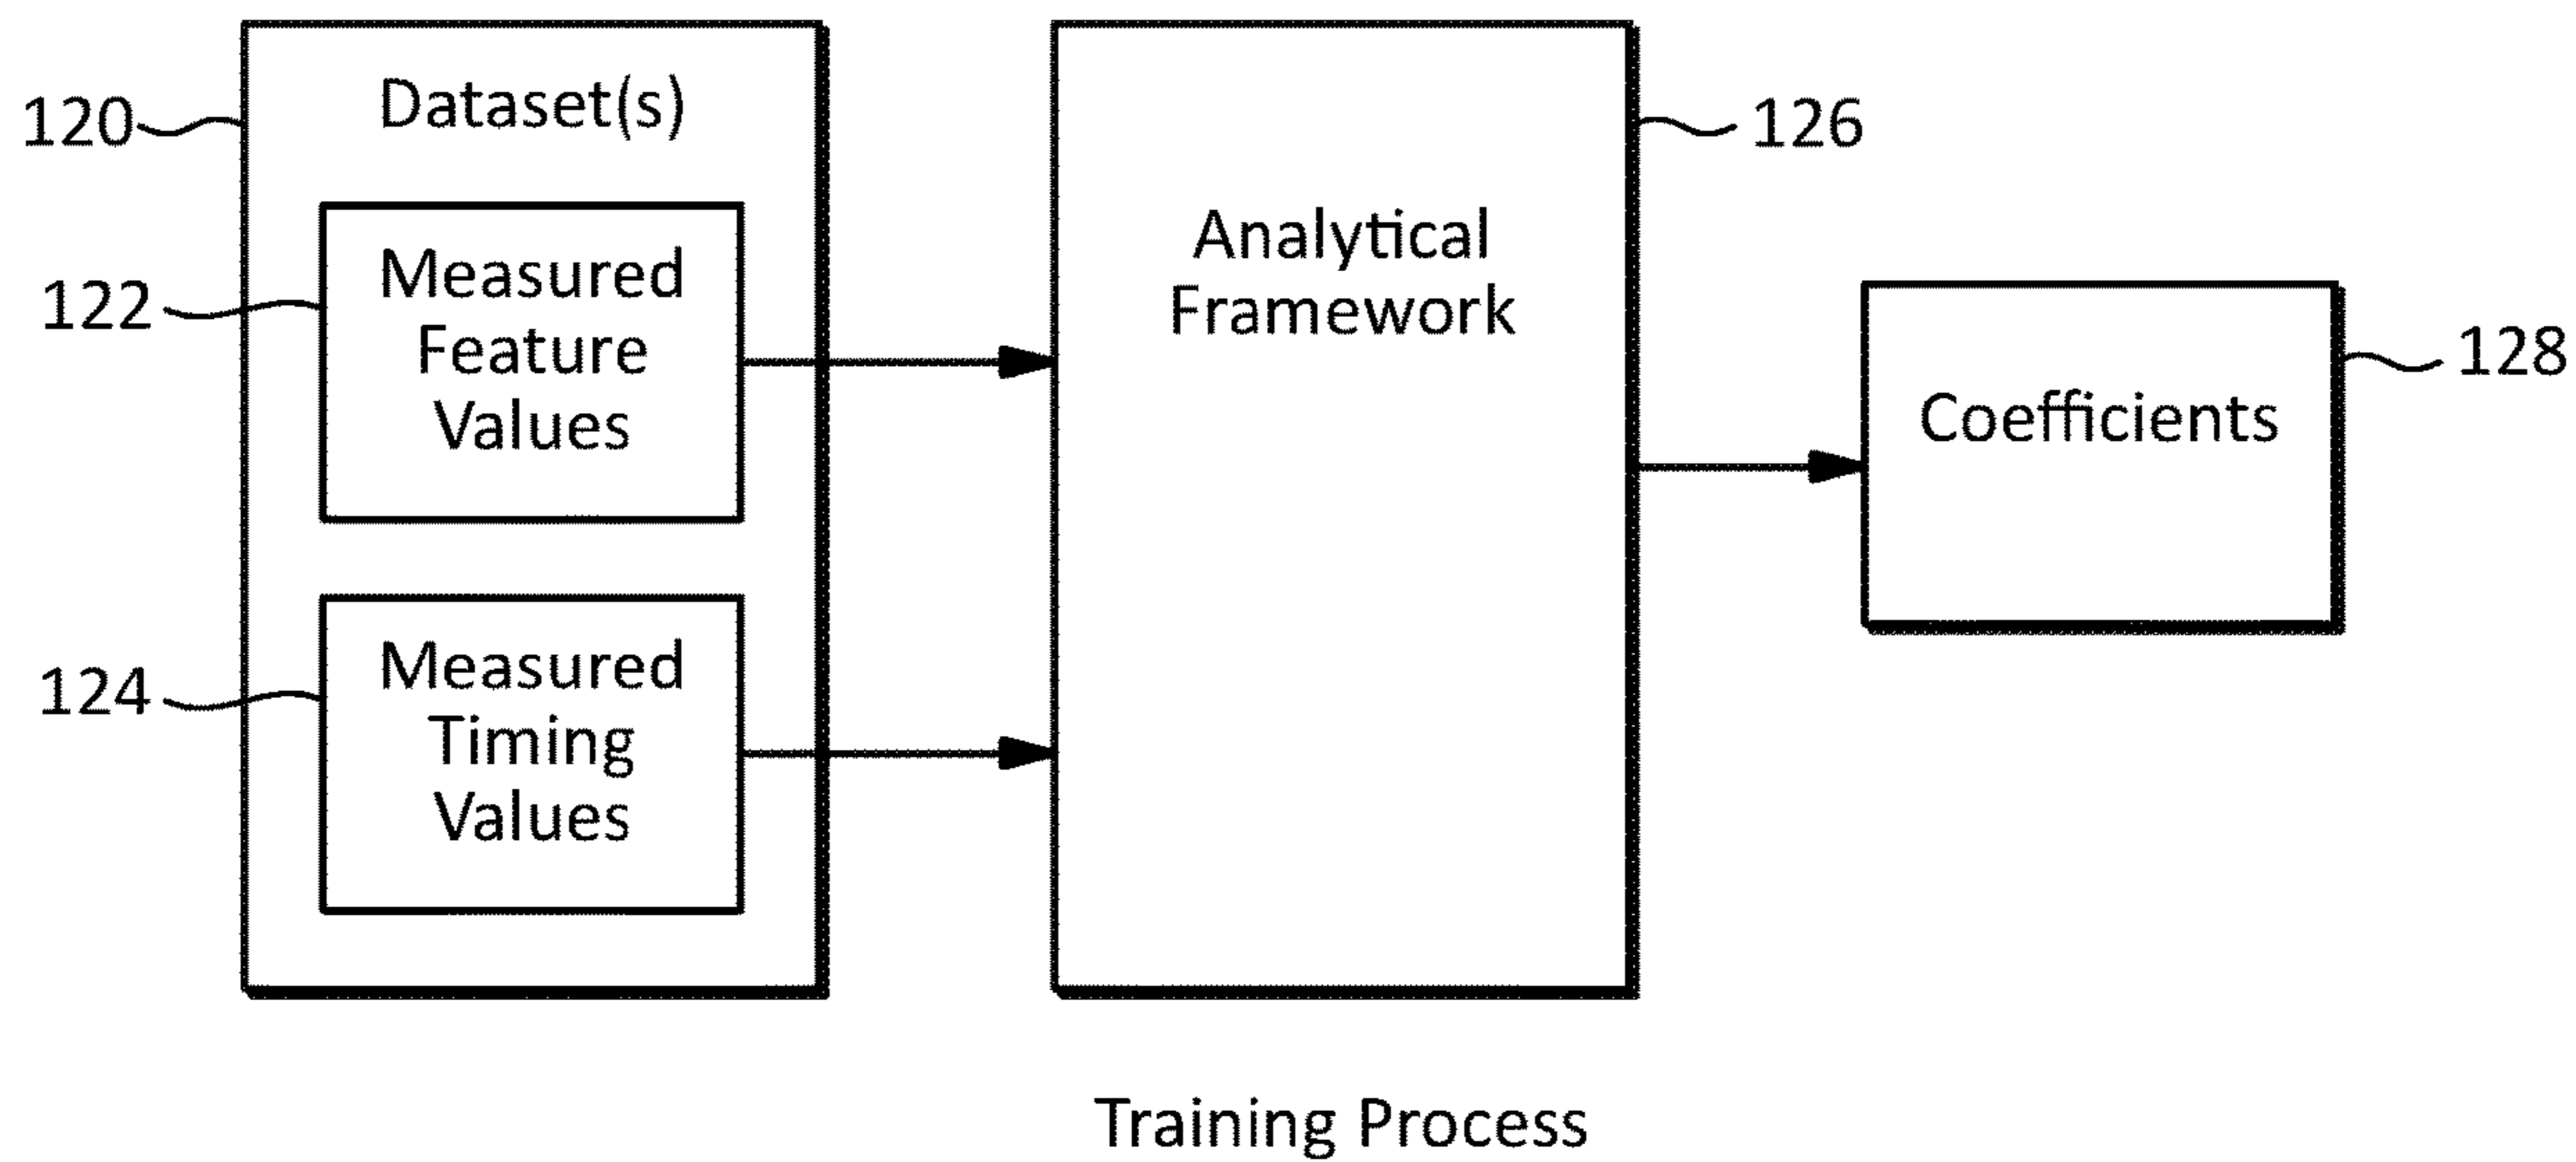 120
Dataset(s)
122
Measured
Feature
Values
124
Measured
Timing
Values
126
Analytical
Framework
128
Coefficients
Training Process